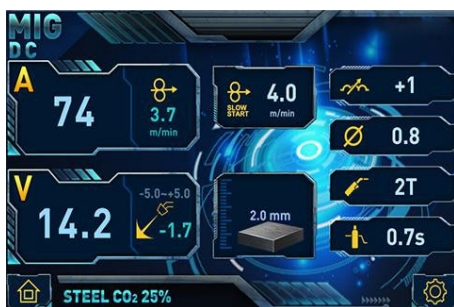 MIG
DC
A
74
3.7
m/min
SLOW
START
4.0
m/min
+1
0.8
V
14.2
-5.0~+5.0
-1.7
2.0 mm
2T
0.7s
STEEL CO₂ 25%